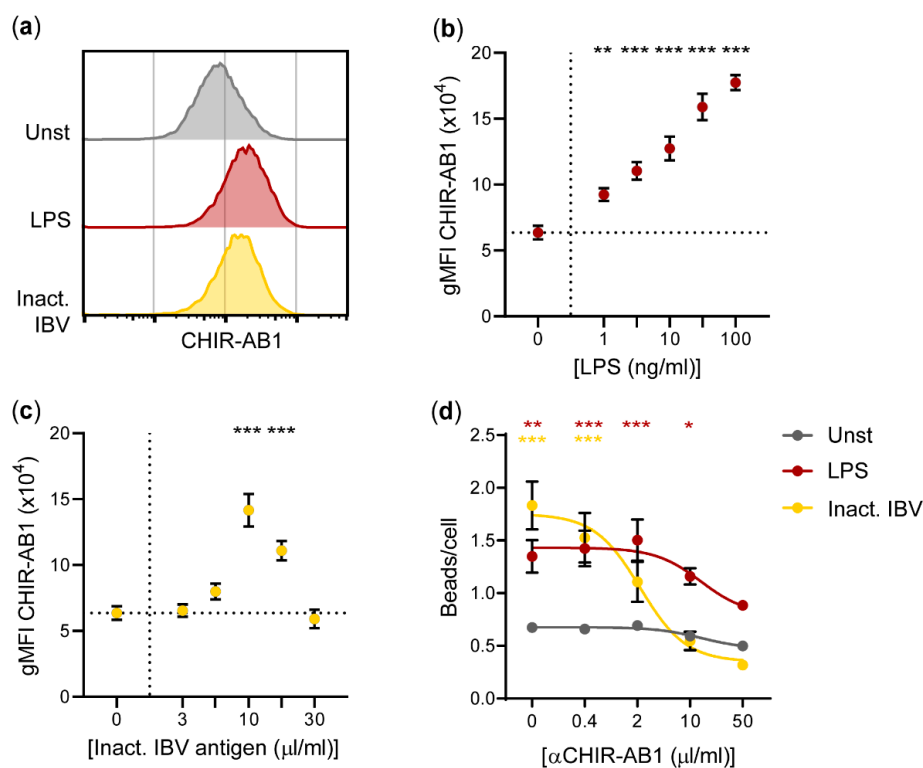 (a)
Unst
LPS
Inact.
IBV
CHIR-AB1
(b)
** *** *** *** ***
gMFI CHIR-AB1 (x10⁴)
20
15
10
5
0
0 1 10 100
[LPS (ng/ml)]
(c)
*** ***
gMFI CHIR-AB1 (x10⁴)
20
15
10
5
0
0 3 10 30
[Inact. IBV antigen (µl/ml)]
(d)
** *** *** *
*** ***
Beads/cell
2.5
2.0
1.5
1.0
0.5
0.0
0 0.4 2 10 50
[αCHIR-AB1 (µl/ml)]
Unst
LPS
Inact. IBV